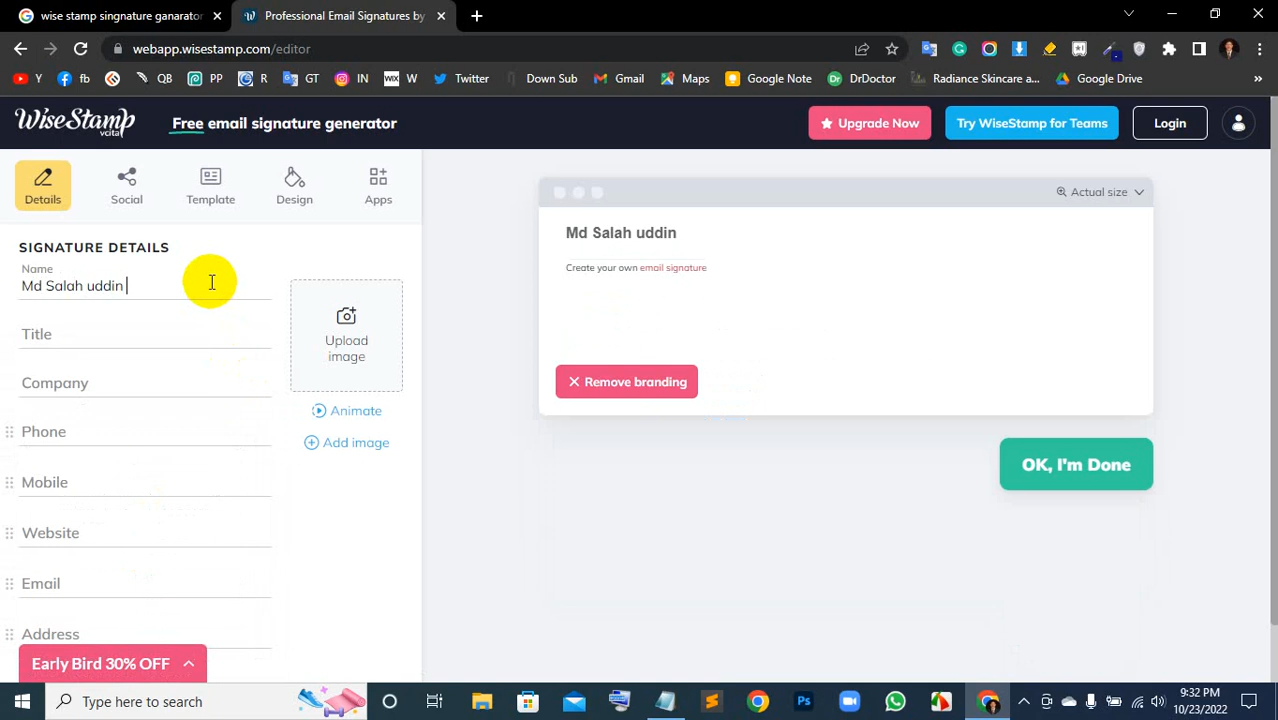 wise stamp singnature ganarator
Professional Email Signatures by
webapp.wisestamp.com/editor
Y fb QB PP R GT IN WIX W Twitter Down Sub Gmail Maps Google Note Dr DrDoctor Radiance Skincare a... Google Drive
WiseStamp
vcita
Free email signature generator
Upgrade Now
Try WiseStamp for Teams
Login
Details
Social
Template
Design
Apps
Actual size
SIGNATURE DETAILS
Name
Md Salah uddin
Title
Company
Phone
Mobile
Website
Email
Address
Upload
image
Animate
Add image
Md Salah uddin
Create your own email signature
Remove branding
OK, I'm Done
Early Bird 30% OFF
Type here to search
Ps
9:32 PM
10/23/2022